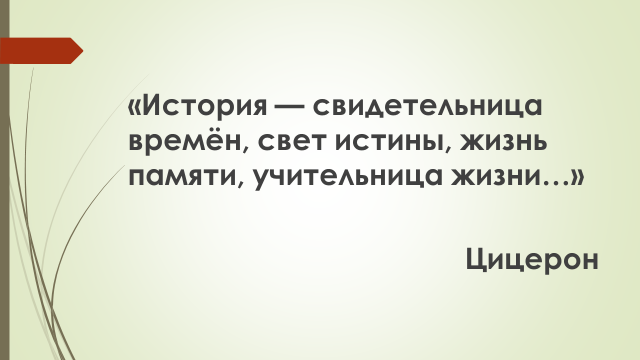 «История — свидетельница
времён, свет истины, жизнь
памяти, учительница жизни…»
Цицерон